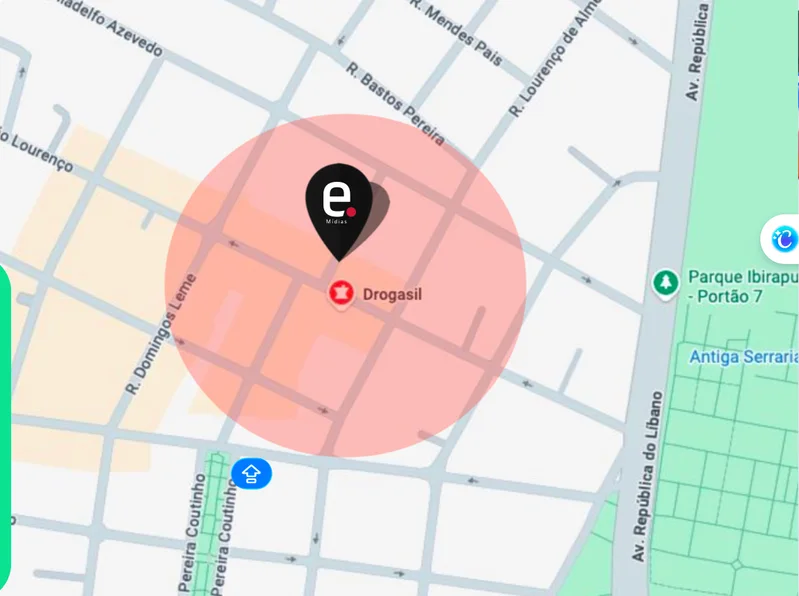 adelfo Azevedo
R. Mendes Pais
R. Lourenço de Alme
Av. República
R. Bastos Pereira
o Lourenço
e.
Mídias
Drogasil
R. Domingos Leme
Parque Ibirapu
- Portão 7
Antiga Serraria
Av. República do Líbano
Pereira Coutinho
Pereira Coutinho